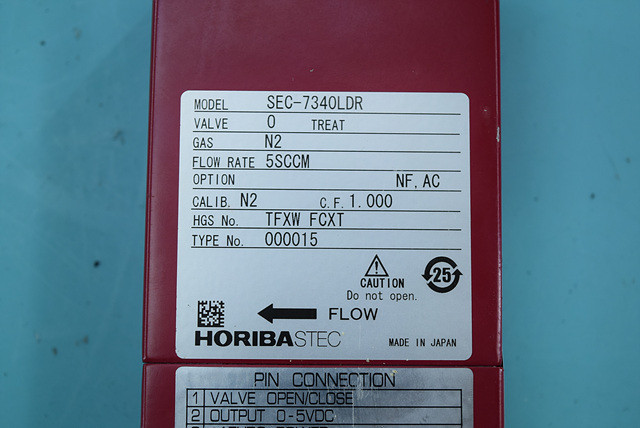 MODEL SEC-7340LDR
VALVE O TREAT
GAS N2
FLOW RATE 5SCCM
OPTION NF,AC
CALIB. N2 C.F.1.000
HGS No. TFXW FCXT
TYPE No. 000015
CAUTION
Do not open.
25
FLOW
HORIBASTEC MADE IN JAPAN
PIN CONNECTION
1 VALVE OPEN/CLOSE
2 OUTPUT 0-5VDC